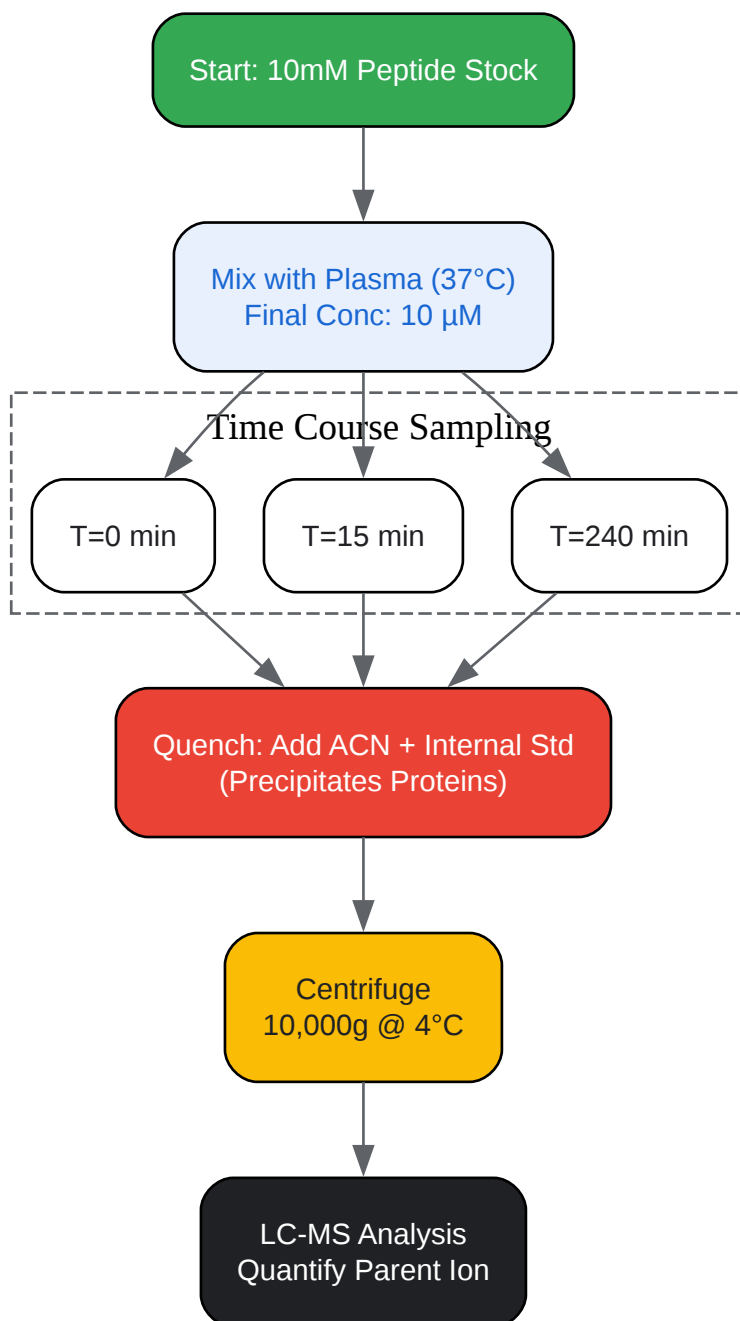 Start: 10mM Peptide Stock
Mix with Plasma (37°C)
Final Conc: 10 µM
Time Course Sampling
T=0 min
T=15 min
T=240 min
Quench: Add ACN + Internal Std
(Precipitates Proteins)
Centrifuge
10,000g @ 4°C
LC-MS Analysis
Quantify Parent Ion